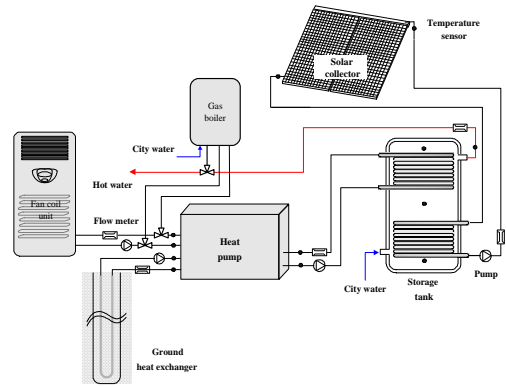 Temperature
sensor
Solar
collector
Gas
boiler
City water
Hot water
Fan coil
unit
Flow meter
Heat
pump
City water
Storage
tank
Pump
Ground
heat exchanger